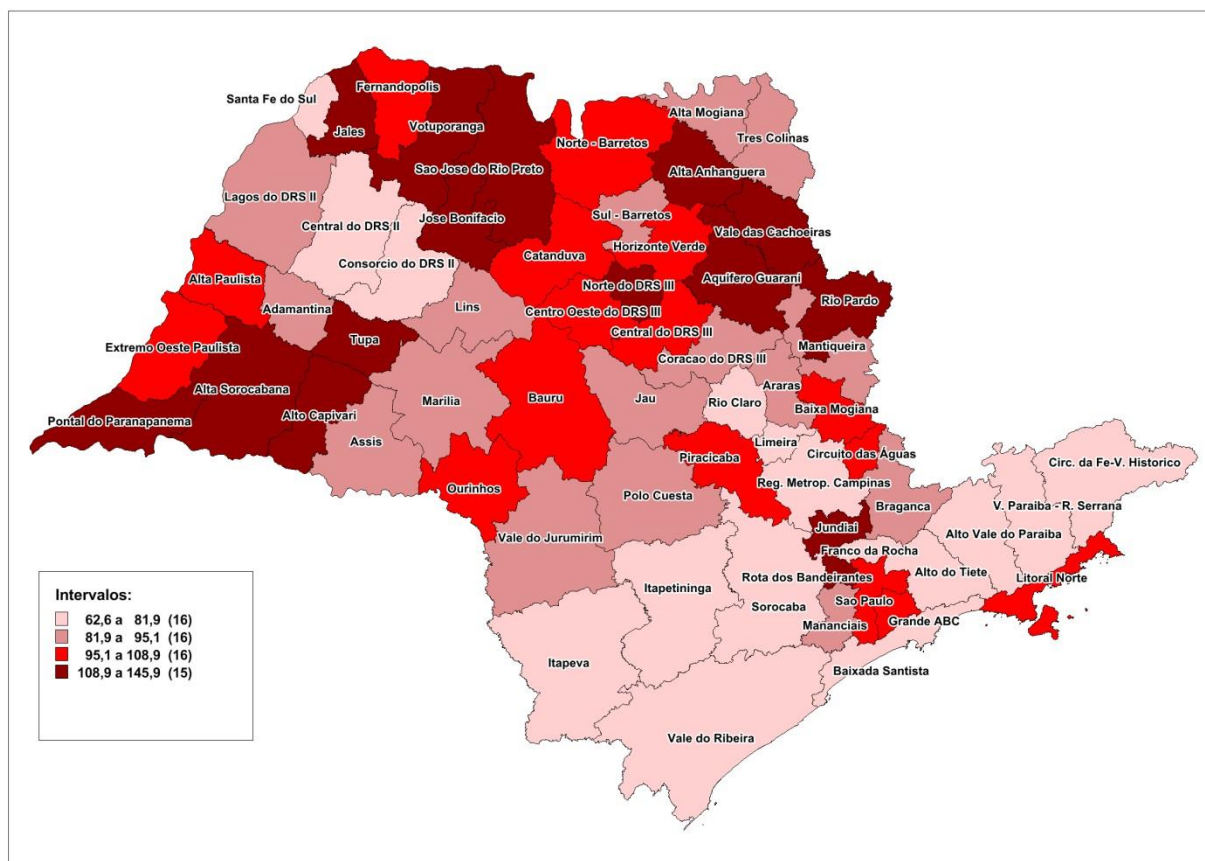 Fernandopolis
Santa Fe do Sul
Alta Mogiana
Jales
Votuporanga
Tres Colinas
Norte - Barretos
Sao Jose do Rio Preto
Alta Anhanguera
Lagos do DRS II
Sul - Barretos
Jose Bonifacio
Central do DRS II
Vale das Cachoeiras
Horizonte Verde
Catanduva
Consorcio do DRS II
Alta Paulista
Aquifero Guarani
Norte do DRS III
Rio Pardo
Adamantina
Lins
Centro Oeste do DRS III
Central do DRS III
Tupa
Extremo Oeste Paulista
Mantiqueira
Coracao do DRS III
Alta Sorocabana
Araras
Marilia
Bauru
Jau
Rio Claro
Baixa Mogiana
Alto Capivari
Pontal do Paranapanema
Assis
Limeira
Circuito das Águas
Piracicaba
Circ. da Fe-V. Historico
Reg. Metrop. Campinas
Ourinhos
Polo Cuesta
Braganca
V. Paraiba - R. Serrana
Jundiai
Alto Vale do Paraiba
Vale do Jurumirim
Franco da Rocha
Alto do Tiete
Rota dos Bandeirantes
Litoral Norte
Itapetininga
Sao Paulo
Sorocaba
Grande ABC
Mananciais
Itapeva
Baixada Santista
Vale do Ribeira
Intervalos:
62,6 a 81,9 (16)
81,9 a 95,1 (16)
95,1 a 108,9 (16)
108,9 a 145,9 (15)